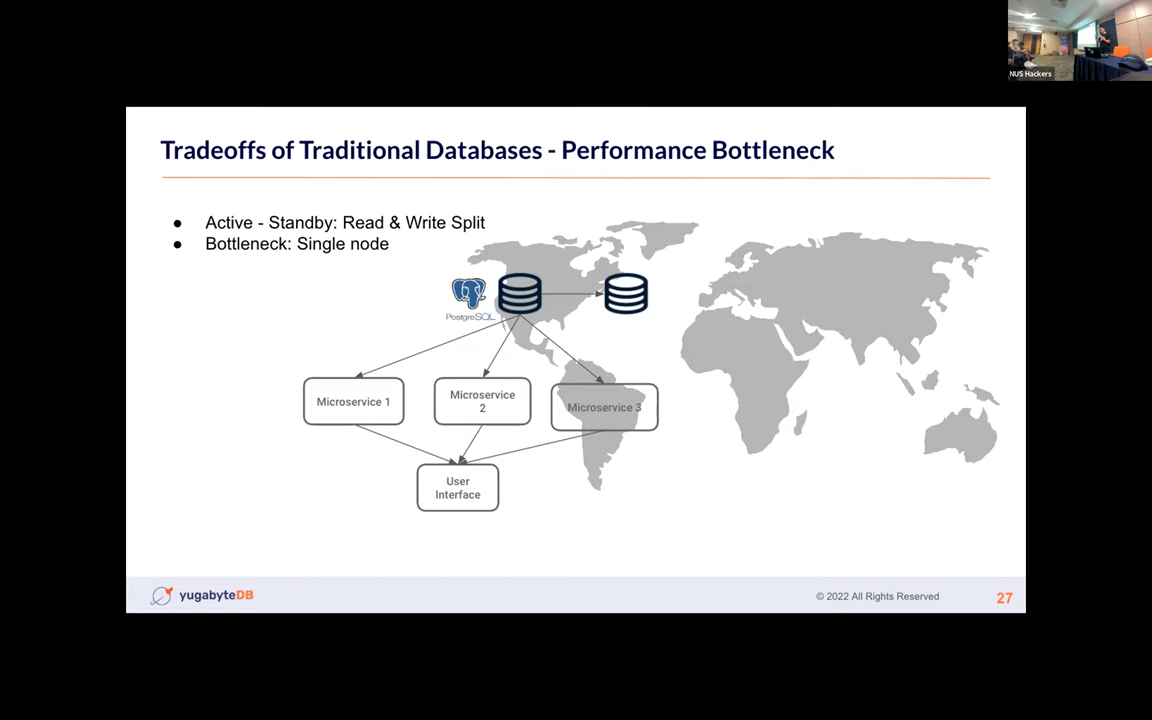 NUS Hackers
Tradeoffs of Traditional Databases - Performance Bottleneck
● Active - Standby: Read & Write Split
● Bottleneck: Single node
PostgreSQL
Microservice 1
Microservice
2
Microservice 3
User
Interface
yugabyteDB
© 2022 All Rights Reserved
27